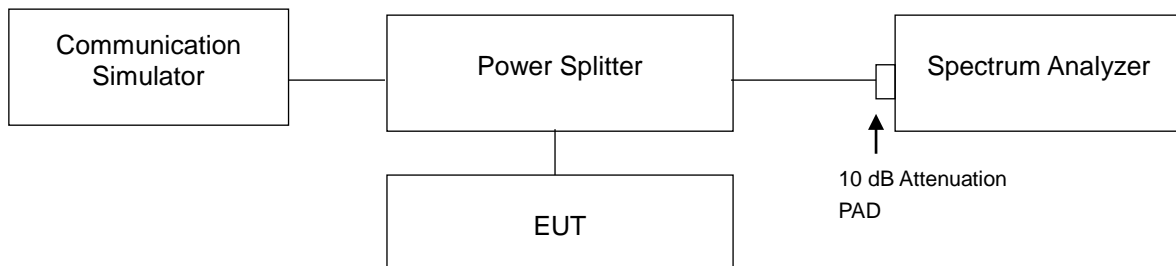 Communication
Simulator
Power Splitter
Spectrum Analyzer
10 dB Attenuation
PAD
EUT